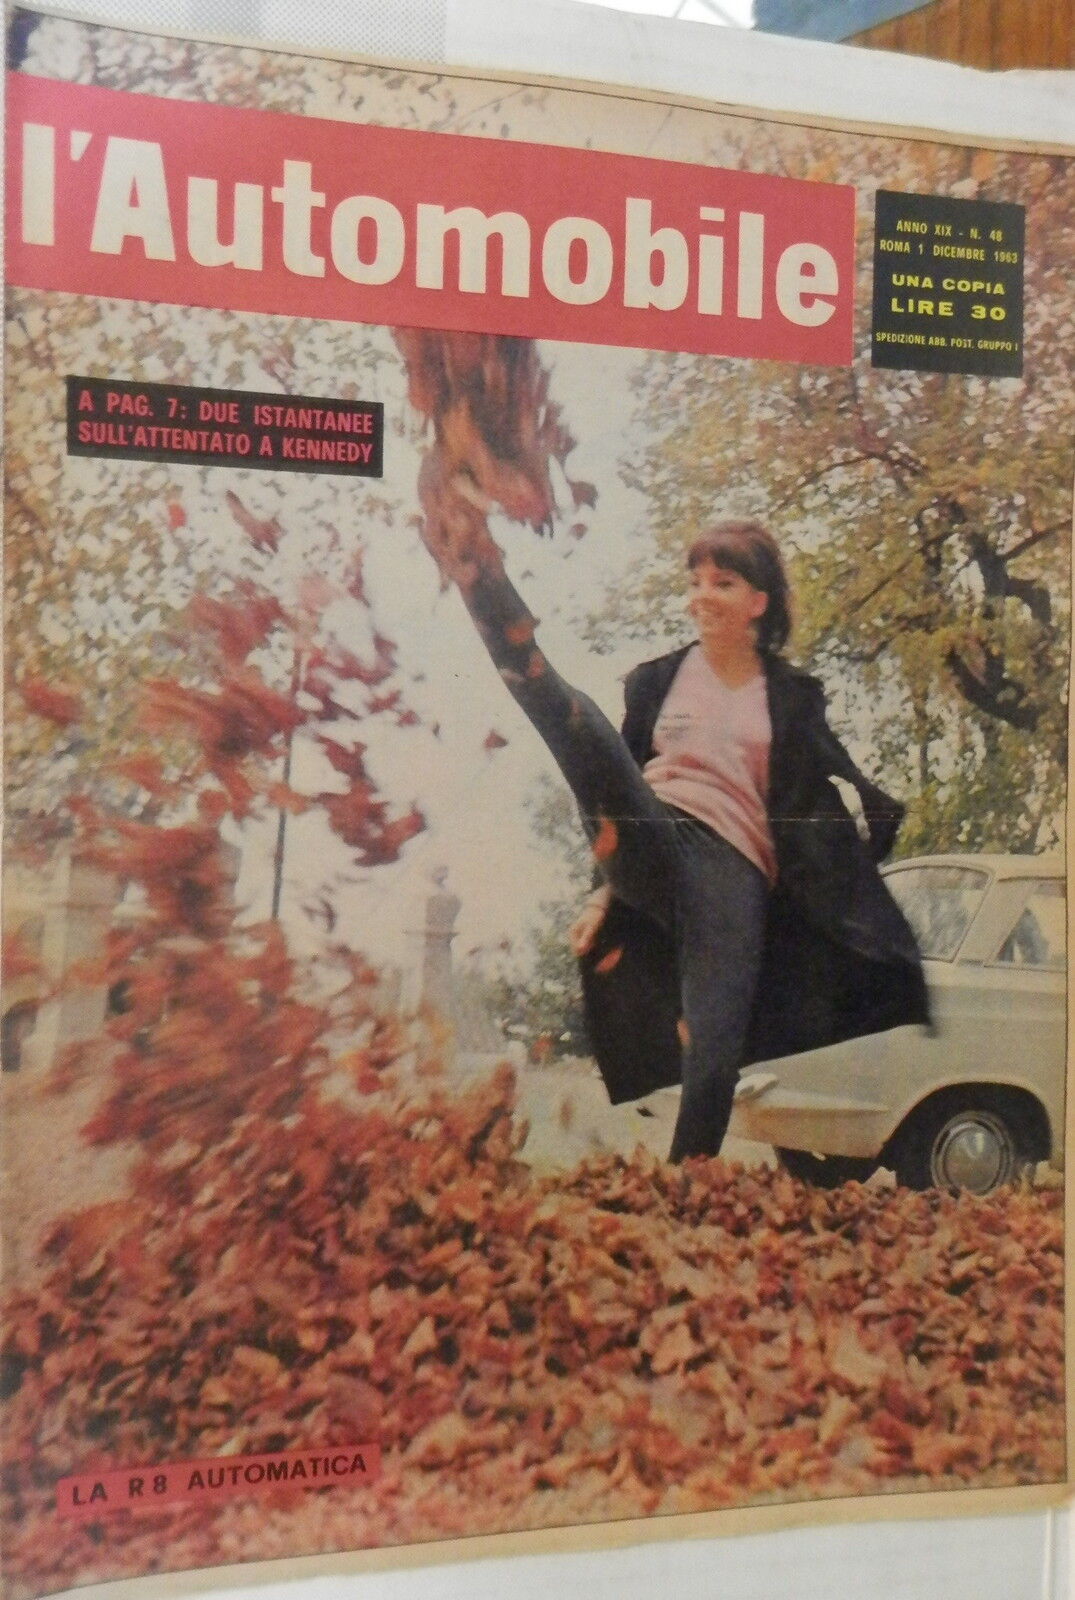 l'Automobile
ANNO XIX - N. 48
ROMA 1 DICEMBRE 1963
UNA COPIA
LIRE 30
SPEDIZIONE ABB. POST. GRUPPO I
A PAG. 7: DUE ISTANTANEE
SULL'ATTENTATO A KENNEDY
LA R8 AUTOMATICA